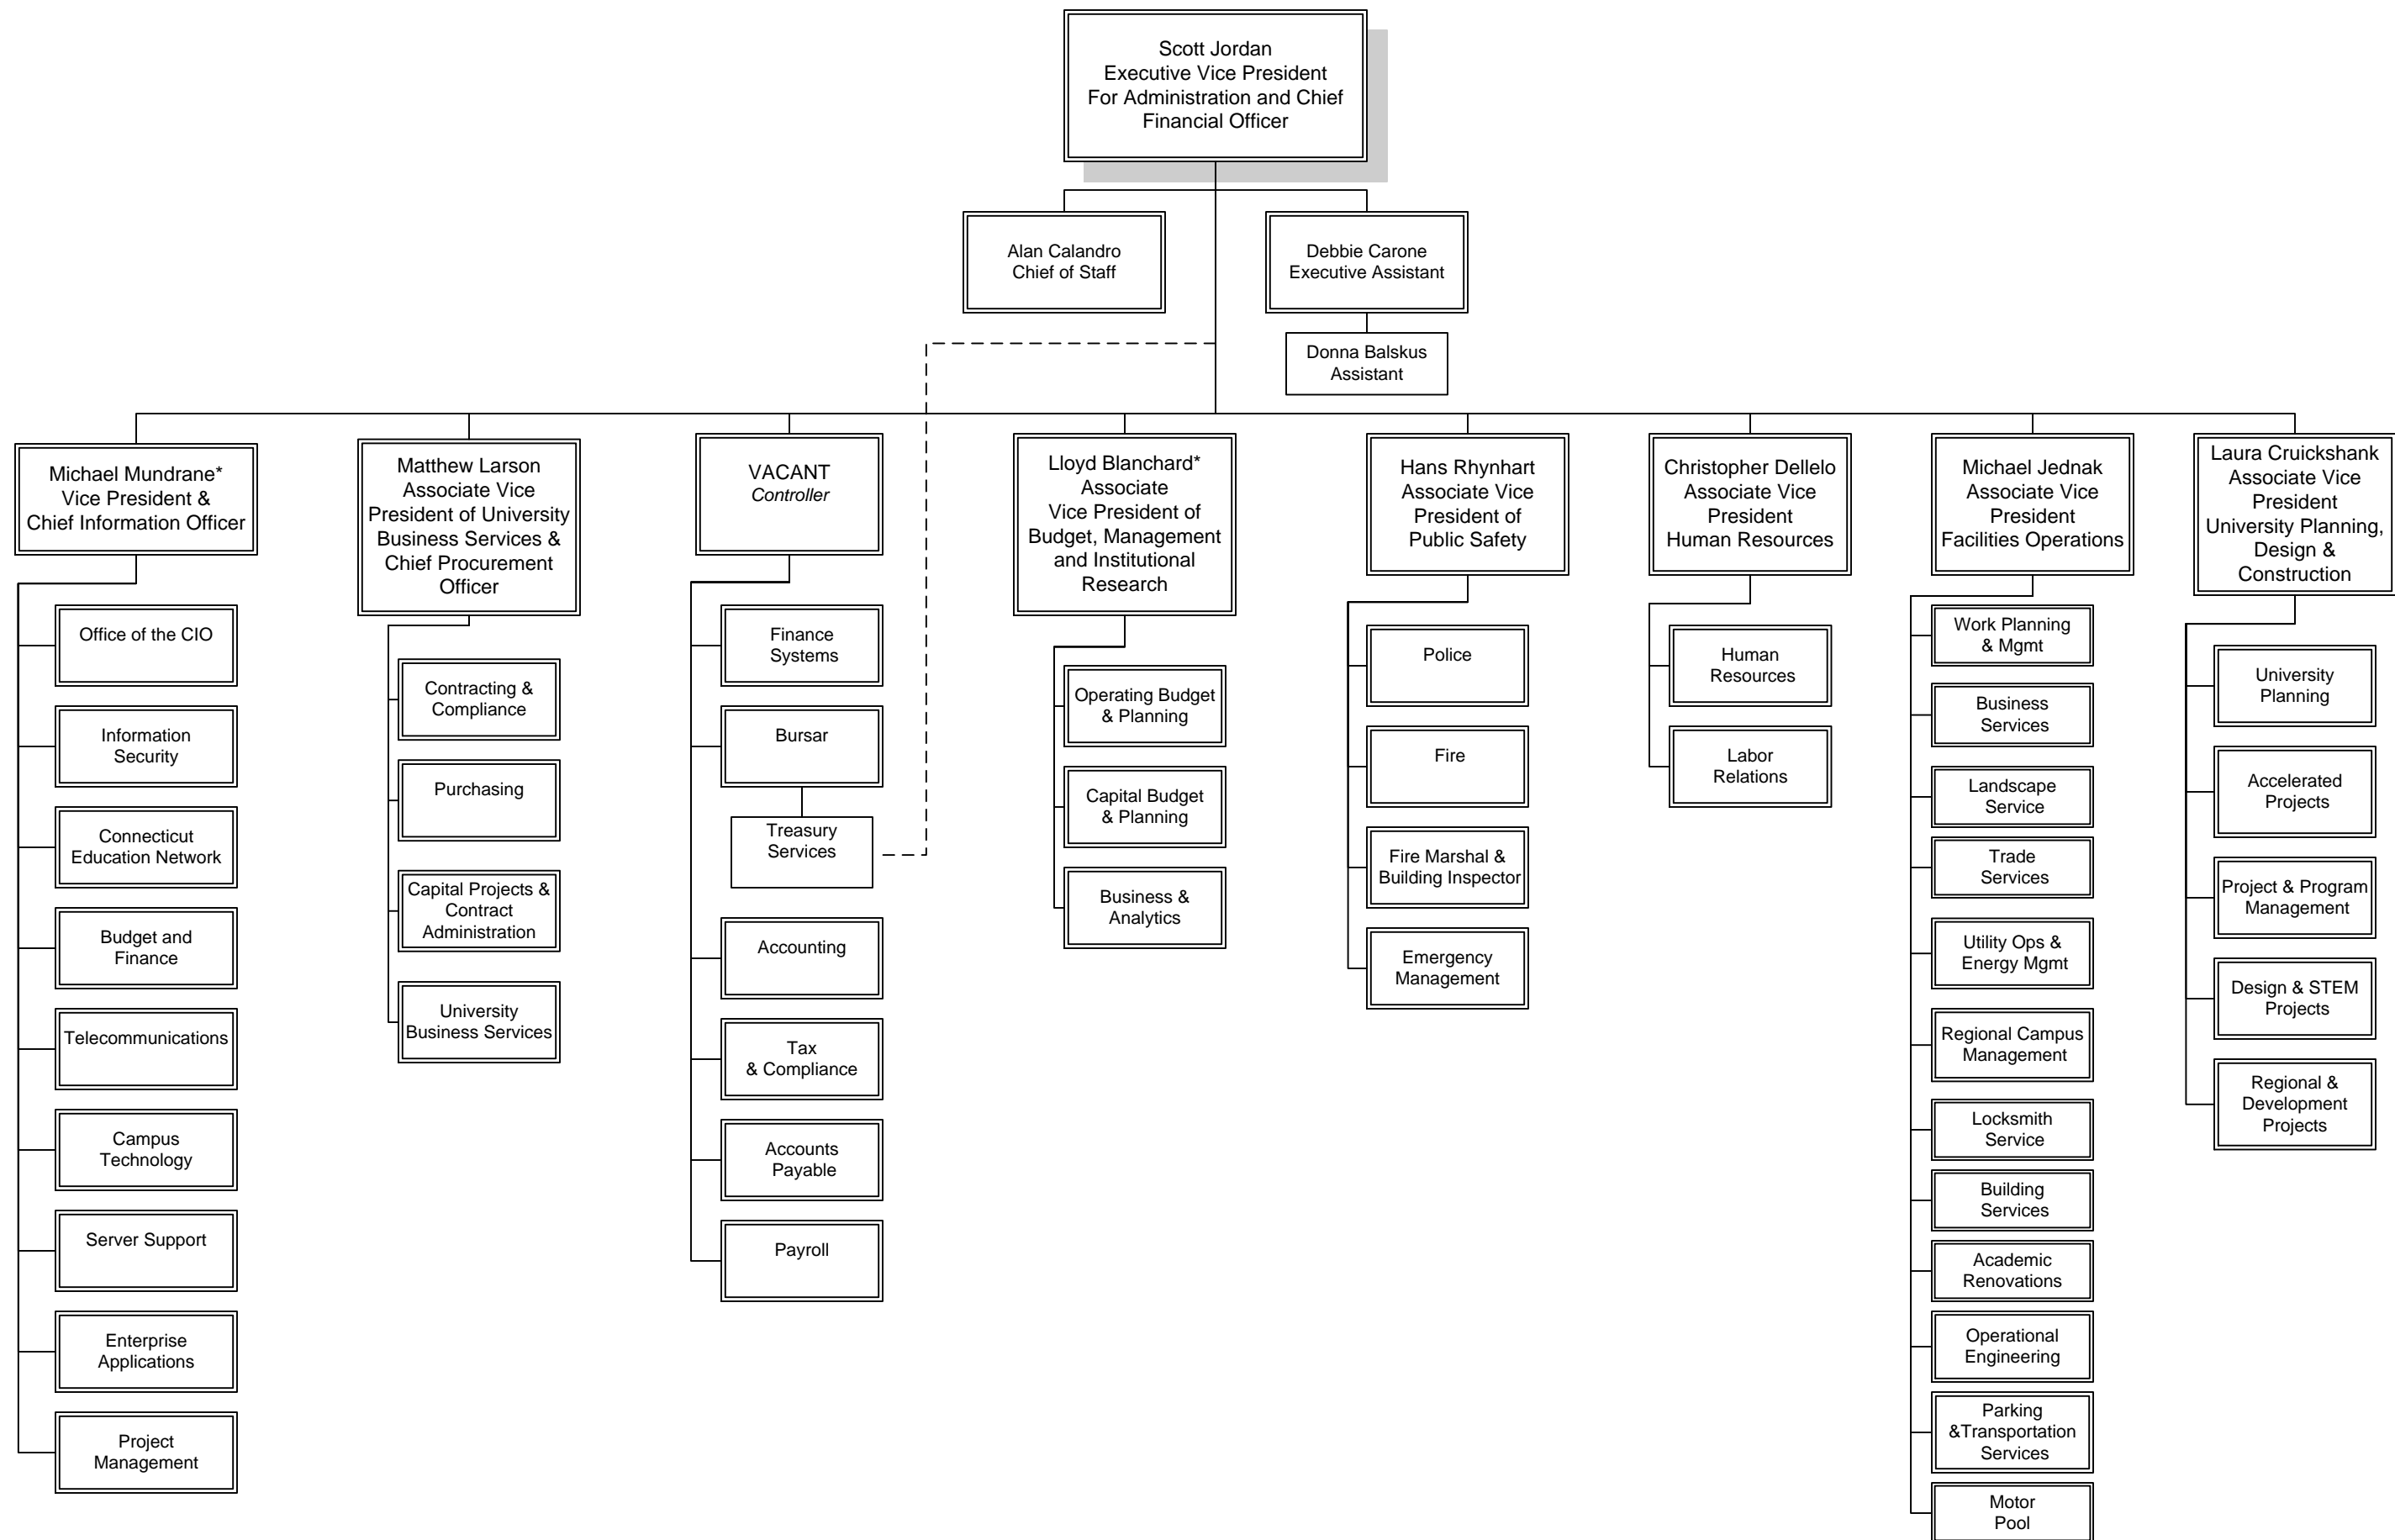 Scott Jordan
Executive Vice President
For Administration and Chief
Financial Officer
Alan Calandro
Chief of Staff
Debbie Carone
Executive Assistant
Donna Balskus
Assistant
Michael Mundrane*
Vice President &
Chief Information Officer
Office of the CIO
Information
Security
Connecticut
Education Network
Budget and
Finance
Telecommunications
Campus
Technology
Server Support
Enterprise
Applications
Project
Management
Matthew Larson
Associate Vice
President of University
Business Services &
Chief Procurement
Officer
Contracting &
Compliance
Purchasing
Capital Projects &
Contract
Administration
University
Business Services
VACANT
Controller
Finance
Systems
Bursar
Treasury
Services
Accounting
Tax
& Compliance
Accounts
Payable
Payroll
Lloyd Blanchard*
Associate
Vice President of
Budget, Management
and Institutional
Research
Operating Budget
& Planning
Capital Budget
& Planning
Business &
Analytics
Hans Rhynhart
Associate Vice
President of
Public Safety
Police
Fire
Fire Marshal &
Building Inspector
Emergency
Management
Christopher Dellelo
Associate Vice
President
Human Resources
Human
Resources
Labor
Relations
Michael Jednak
Associate Vice
President
Facilities Operations
Work Planning
& Mgmt
Business
Services
Landscape
Service
Trade
Services
Utility Ops &
Energy Mgmt
Regional Campus
Management
Locksmith
Service
Building
Services
Academic
Renovations
Operational
Engineering
Parking
&Transportation
Services
Motor
Pool
Laura Cruickshank
Associate Vice
President
University Planning,
Design &
Construction
University
Planning
Accelerated
Projects
Project & Program
Management
Design & STEM
Projects
Regional &
Development
Projects